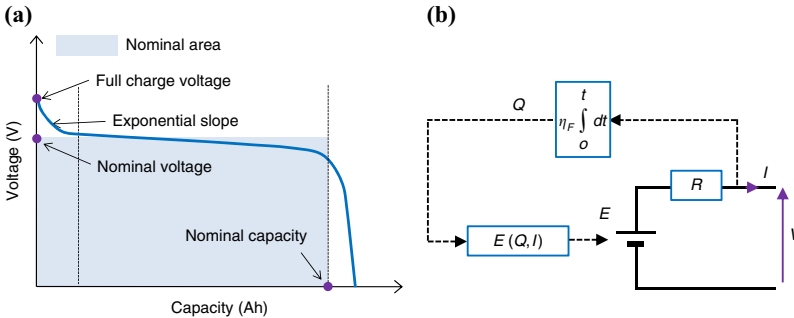 (a)
Nominal area
Full charge voltage
Exponential slope
Nominal voltage
Nominal capacity
Voltage (V)
Capacity (Ah)
(b)
Q
t
η_F ∫ dt
o
I
R
E
E (Q, I)